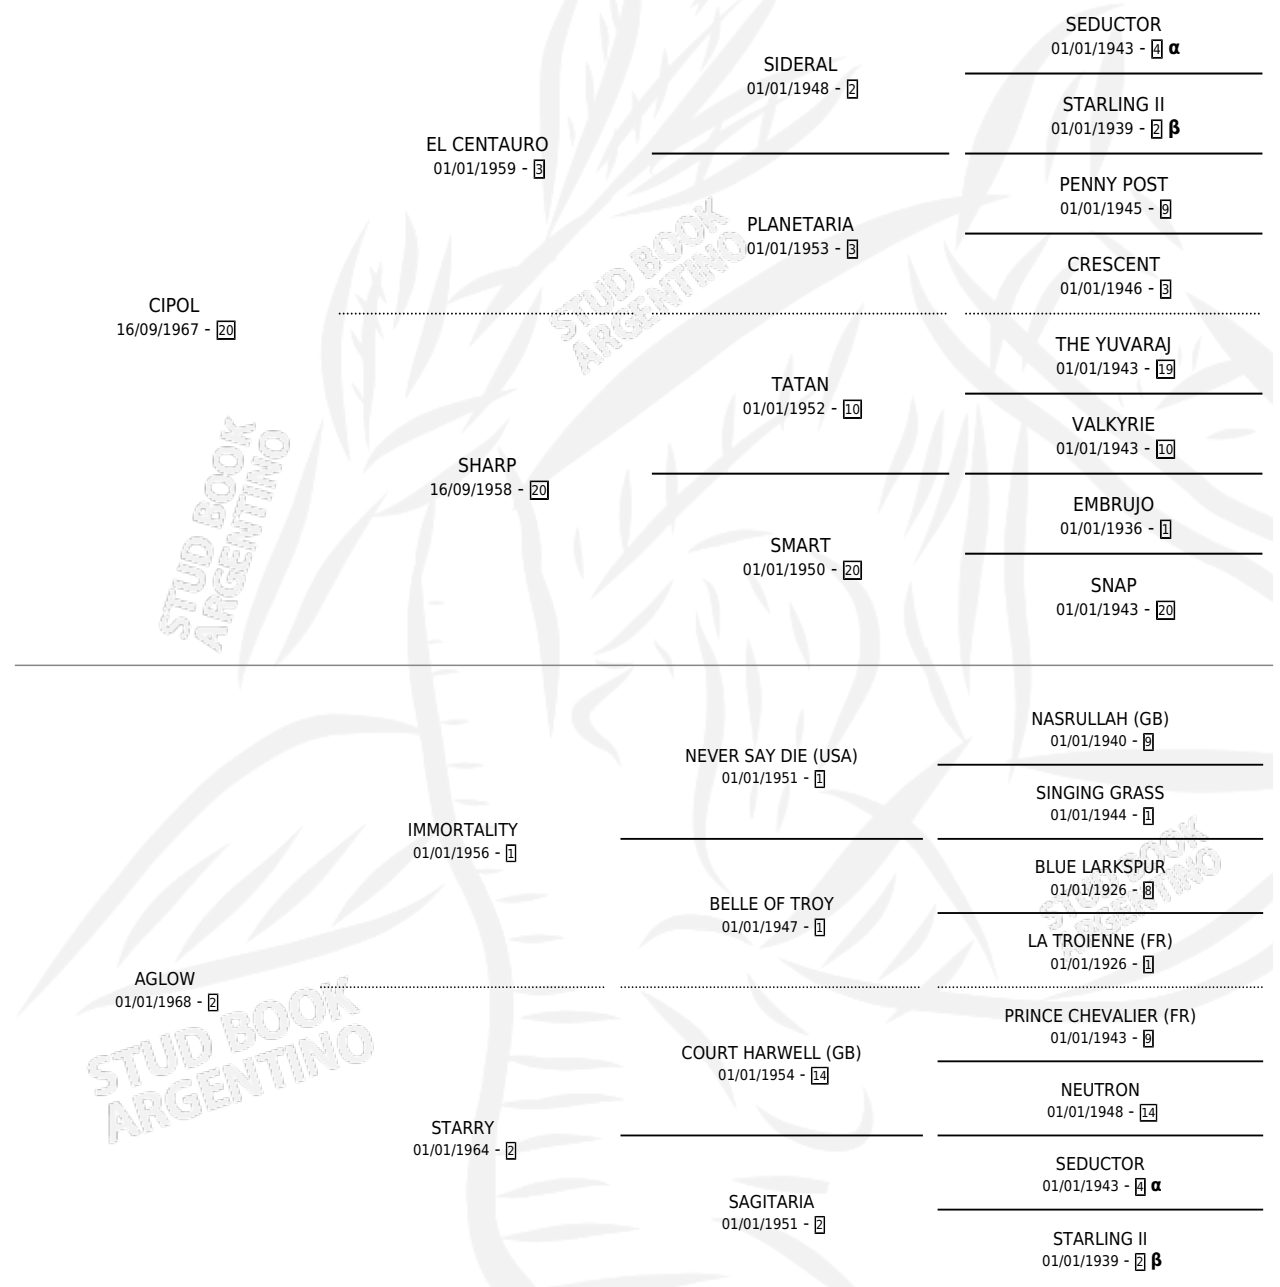 SEDUCTOR
01/01/1943 - 4 α
SIDERAL
01/01/1948 - 2
STARLING II
01/01/1939 - 2 β
EL CENTAURO
01/01/1959 - 3
PENNY POST
01/01/1945 - 9
PLANETARIA
01/01/1953 - 3
CRESCENT
01/01/1946 - 3
CIPOL
16/09/1967 - 20
STUD BOOK
ARGENTINO
THE YUVARAJ
01/01/1943 - 19
TATAN
01/01/1952 - 10
VALKYRIE
01/01/1943 - 10
SHARP
16/09/1958 - 20
EMBRUJO
01/01/1936 - 1
SMART
01/01/1950 - 20
SNAP
01/01/1943 - 20
STUD BOOK
ARGENTINO
NASRULLAH (GB)
01/01/1940 - 9
NEVER SAY DIE (USA)
01/01/1951 - 1
SINGING GRASS
01/01/1944 - 1
IMMORTALITY
01/01/1956 - 1
BLUE LARKSPUR
01/01/1926 - 8
BELLE OF TROY
01/01/1947 - 1
LA TROIENNE (FR)
01/01/1926 - 1
STUD BOOK
ARGENTINO
AGLOW
01/01/1968 - 2
PRINCE CHEVALIER (FR)
01/01/1943 - 9
COURT HARWELL (GB)
01/01/1954 - 14
NEUTRON
01/01/1948 - 14
STARRY
01/01/1964 - 2
SEDUCTOR
01/01/1943 - 4 α
SAGITARIA
01/01/1951 - 2
STARLING II
01/01/1939 - 2 β
STUD BOOK
ARGENTINO